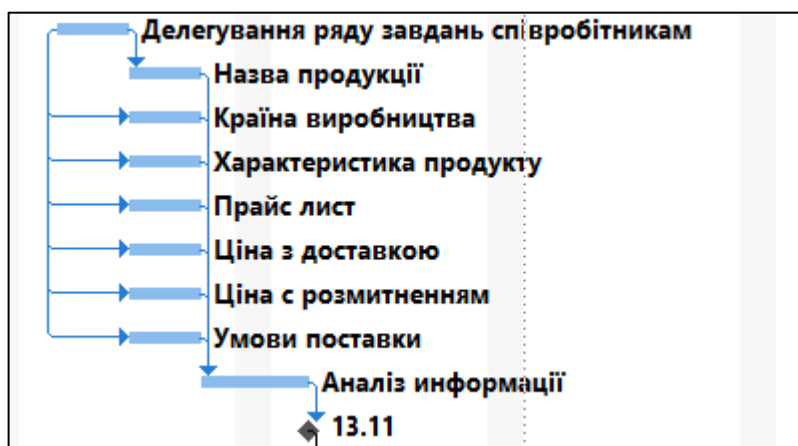 Делегування ряду завдань співробітникам
Назва продукції
Країна виробництва
Характеристика продукту
Прайс лист
Ціна з доставкою
Ціна с розмитненням
Умови поставки
Аналіз информації
13.11